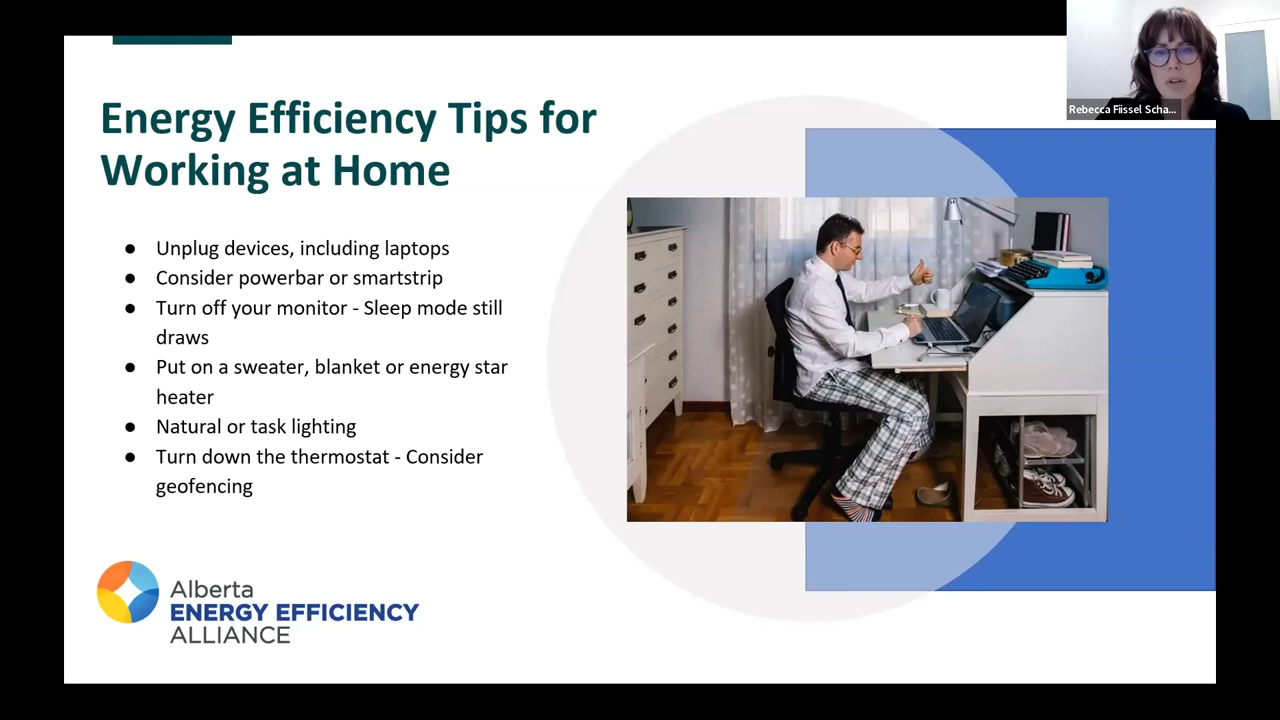 Rebecca Fiissel Scha...
Energy Efficiency Tips for
Working at Home
● Unplug devices, including laptops
● Consider powerbar or smartstrip
● Turn off your monitor - Sleep mode still
draws
● Put on a sweater, blanket or energy star
heater
● Natural or task lighting
● Turn down the thermostat - Consider
geofencing
Alberta
ENERGY EFFICIENCY
ALLIANCE